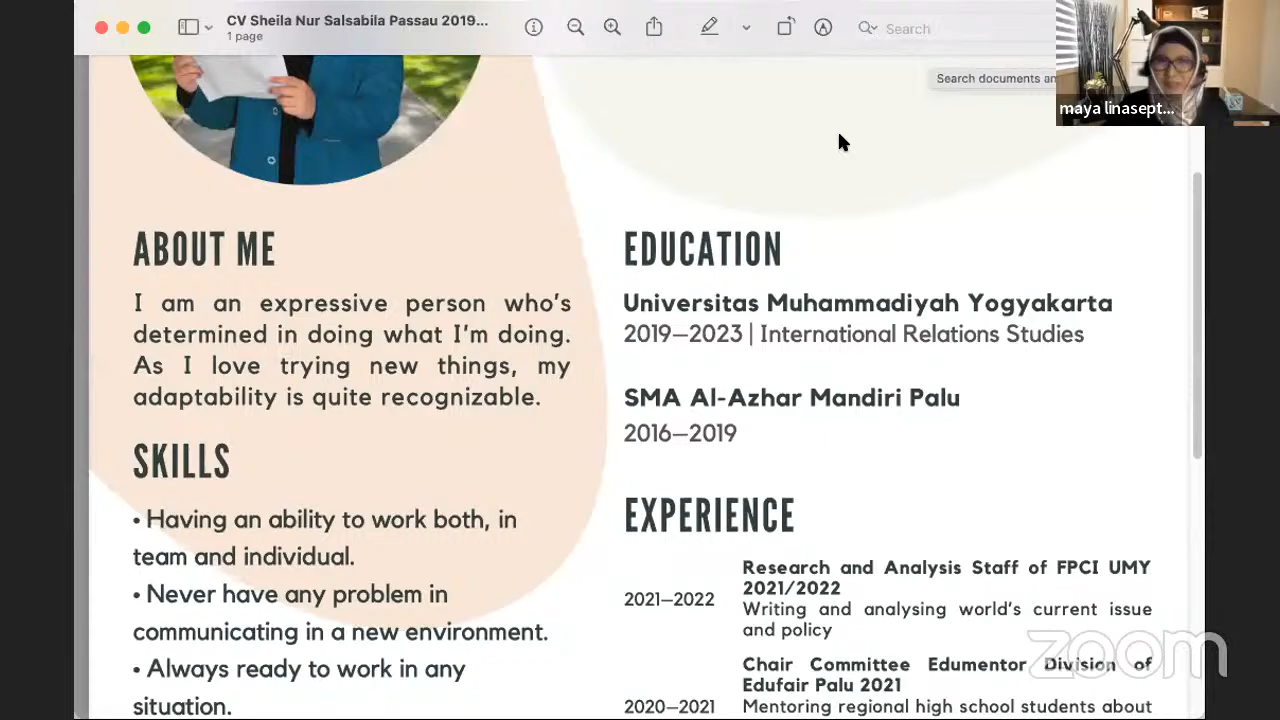 CV Sheila Nur Salsabila Passau 2019...
1 page
Search
Search documents an
maya linasept...
ABOUT ME
I am an expressive person who's
determined in doing what I'm doing.
As I love trying new things, my
adaptability is quite recognizable.
SKILLS
• Having an ability to work both, in
team and individual.
• Never have any problem in
communicating in a new environment.
• Always ready to work in any
situation.
EDUCATION
Universitas Muhammadiyah Yogyakarta
2019–2023 | International Relations Studies
SMA Al-Azhar Mandiri Palu
2016–2019
EXPERIENCE
Research and Analysis Staff of FPCI UMY
2021/2022
2021–2022
Writing and analysing world's current issue
and policy
Chair Committee Edumentor Division of
Edufair Palu 2021
2020–2021
Mentoring regional high school students about
zoom